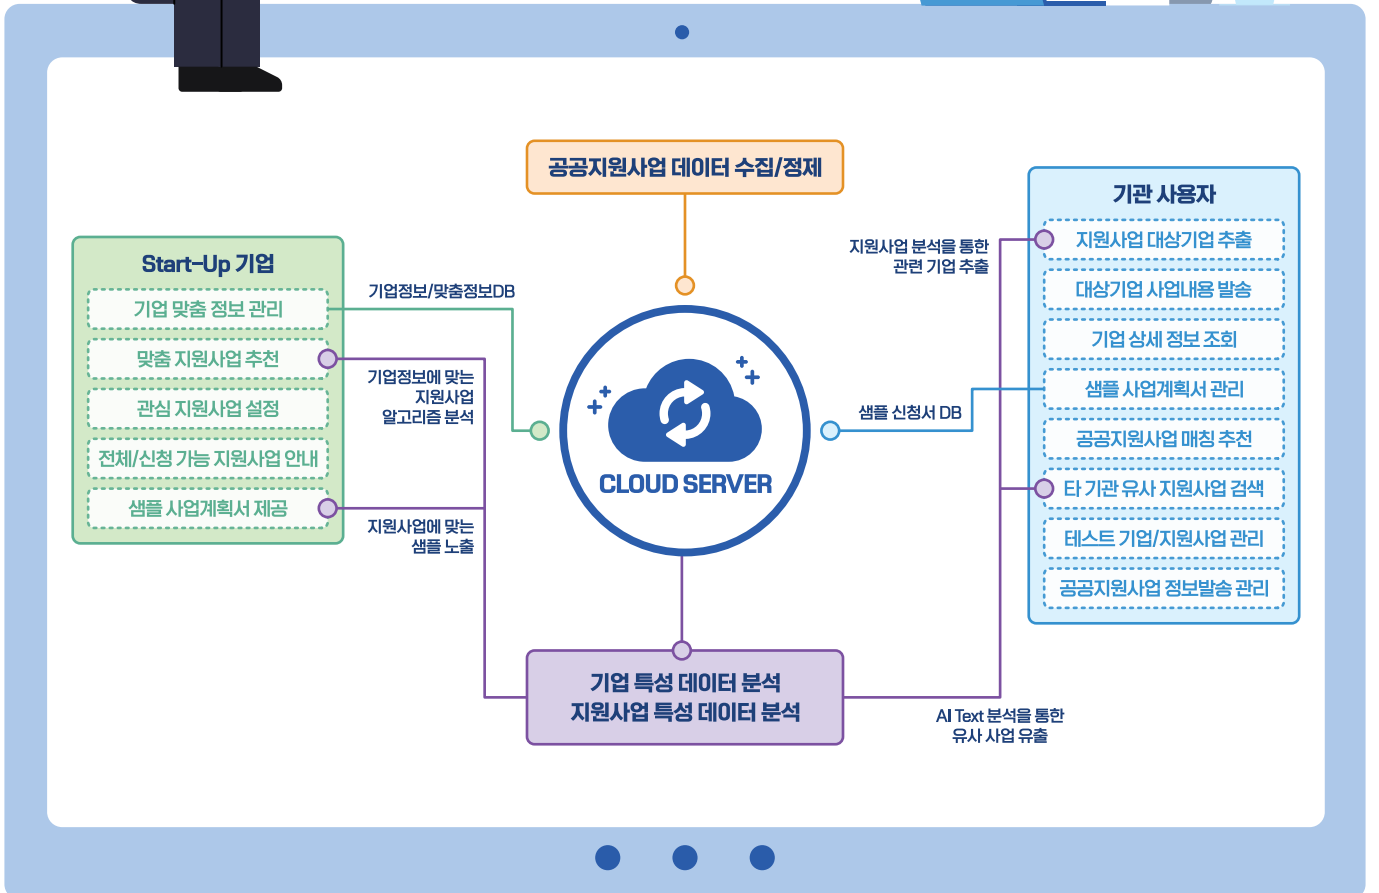 공공지원사업 데이터 수집/정제
Start-Up 기업
기업 맞춤 정보 관리
맞춤 지원사업 추천
관심 지원사업 설정
전체/신청 가능 지원사업 안내
샘플 사업계획서 제공
기업정보/맞춤정보DB
기업정보에 맞는
지원사업
알고리즘 분석
지원사업에 맞는
샘플 노출
CLOUD SERVER
기업 특성 데이터 분석
지원사업 특성 데이터 분석
지원사업 분석을 통한
관련 기업 추출
샘플 신청서 DB
AI Text 분석을 통한
유사 사업 유출
기관 사용자
지원사업 대상기업 추출
대상기업 사업내용 발송
기업 상세 정보 조회
샘플 사업계획서 관리
공공지원사업 매칭 추천
타 기관 유사 지원사업 검색
테스트 기업/지원사업 관리
공공지원사업 정보발송 관리